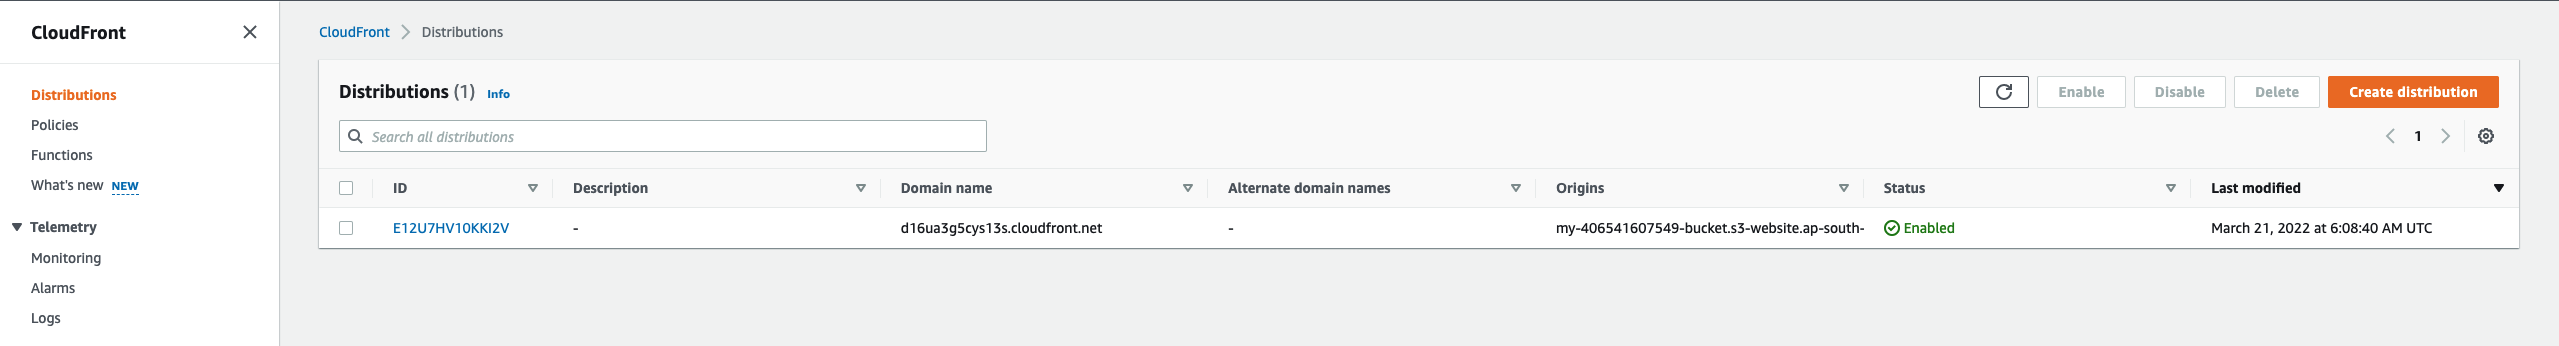 CloudFront
Distributions
Policies
Functions
What's new NEW
Telemetry
Monitoring
Alarms
Logs
CloudFront Distributions
Distributions (1) Info
Enable Disable Delete Create distribution
Search all distributions
1
ID Description Domain name Alternate domain names Origins Status Last modified
E12U7HV10KKI2V - d16ua3g5cys13s.cloudfront.net - my-406541607549-bucket.s3-website.ap-south- Enabled March 21, 2022 at 6:08:40 AM UTC